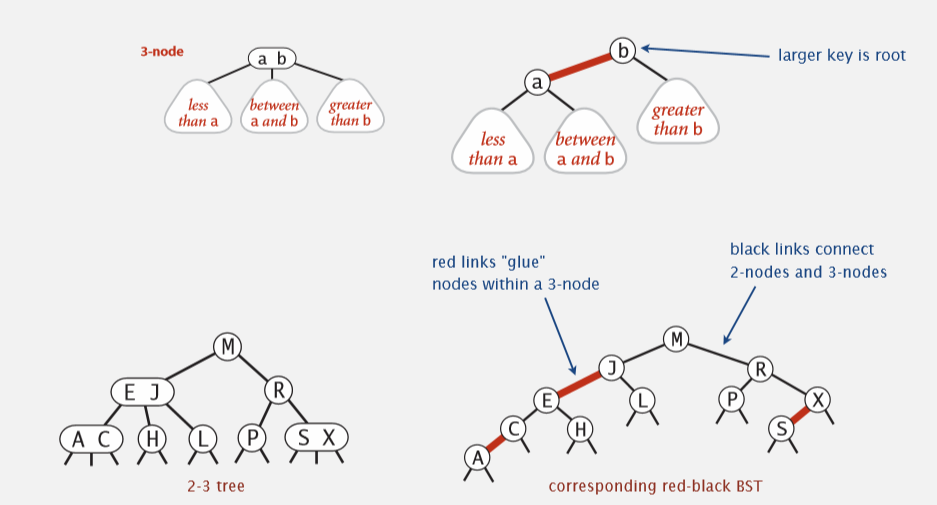 3-node
a b
less
than a
between
a and b
greater
than b
b
larger key is root
a
less
than a
between
a and b
greater
than b
red links "glue"
nodes within a 3-node
black links connect
2-nodes and 3-nodes
M
E J
R
A C
H
L
P
S X
2-3 tree
M
J
R
E
L
P
X
C
H
S
A
corresponding red-black BST